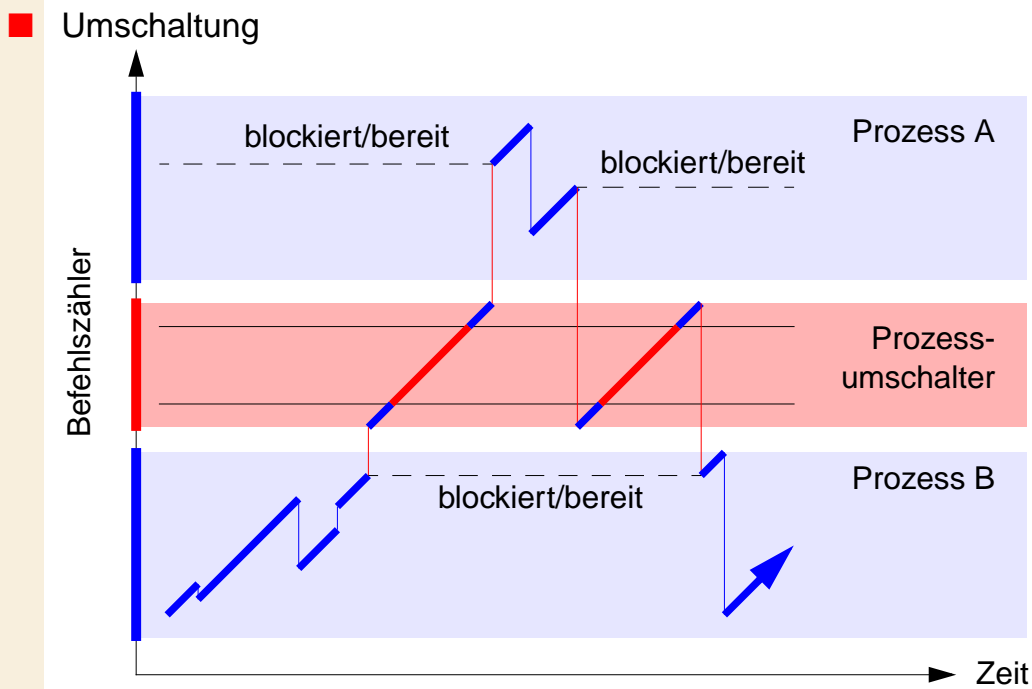 Umschaltung
blockiert/bereit
Prozess A
blockiert/bereit
Befehlszähler
Prozess-
umschalter
Prozess B
blockiert/bereit
Zeit